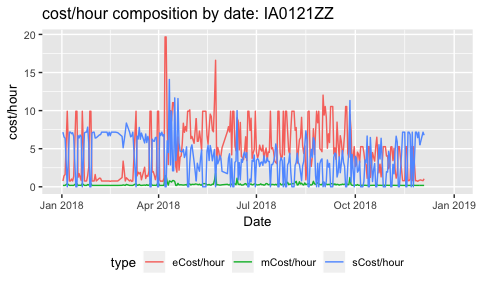 cost/hour composition by date: IA0121ZZ
20
15
10
5
0
cost/hour
Jan 2018 Apr 2018 Jul 2018 Oct 2018 Jan 2019
Date
type eCost/hour mCost/hour sCost/hour